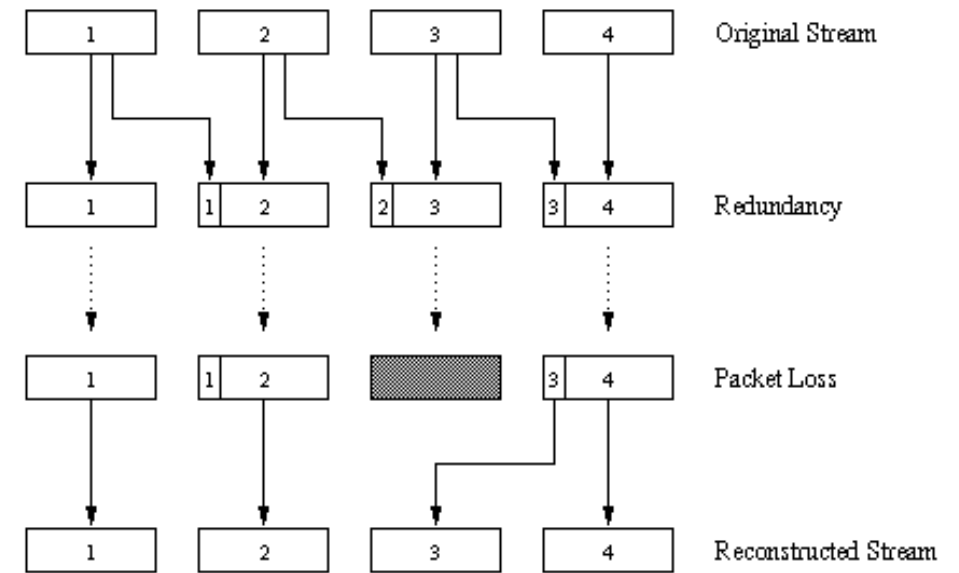 1 2 3 4 Original Stream
1 1 2 2 3 3 4 Redundancy
1 1 2 3 4 Packet Loss
1 2 3 4 Reconstructed Stream